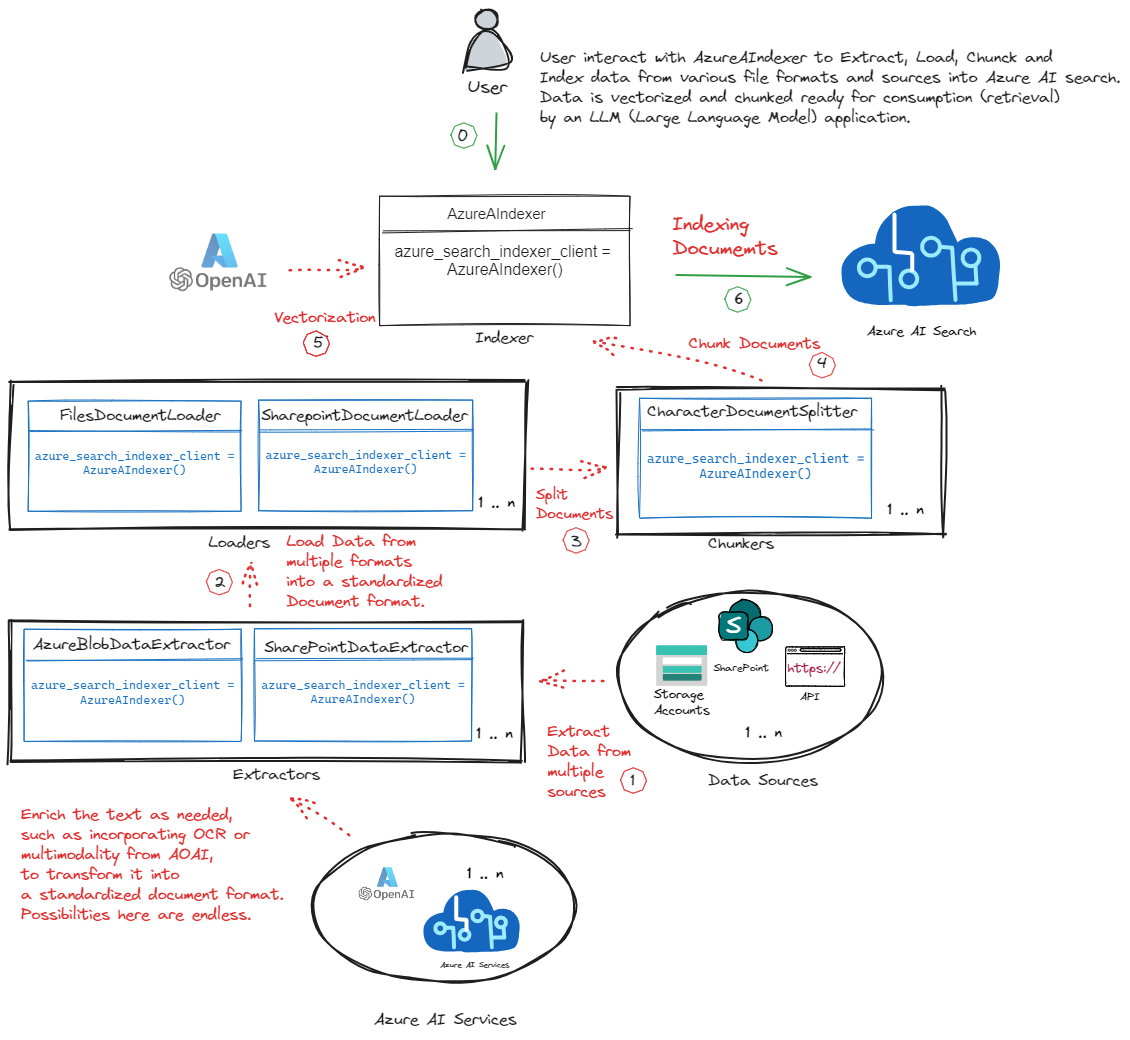 User
User interact with AzureAIndexer to Extract, Load, Chunck and
Index data from various file formats and sources into Azure AI search.
Data is vectorized and chunked ready for consumption (retrieval)
by an LLM (Large Language Model) application.
0
AzureAIndexer
azure_search_indexer_client =
AzureAIndexer()
Indexer
OpenAI
Vectorization
5
Indexing
Documemts
6
Azure AI Search
Chunk Documents
4
FilesDocumentLoader
azure_search_indexer_client =
AzureAIndexer()
SharepointDocumentLoader
azure_search_indexer_client =
AzureAIndexer()
1 .. n
Loaders
Split
Documents
3
CharacterDocumentSplitter
azure_search_indexer_client =
AzureAIndexer()
1 .. n
Chunkers
2
Load Data from
multiple formats
into a standardized
Document format.
AzureBlobDataExtractor
azure_search_indexer_client =
AzureAIndexer()
SharePointDataExtractor
azure_search_indexer_client =
AzureAIndexer()
1 .. n
Extractors
S
SharePoint
Storage
Accounts
https://
API
1 .. n
Data Sources
Extract
Data from
multiple
sources
1
Enrich the text as needed,
such as incorporating OCR or
multimodality from AOAI,
to transform it into
a standardized document format.
Possibilities here are endless.
OpenAI
1 .. n
Azure AI Services
Azure AI Services